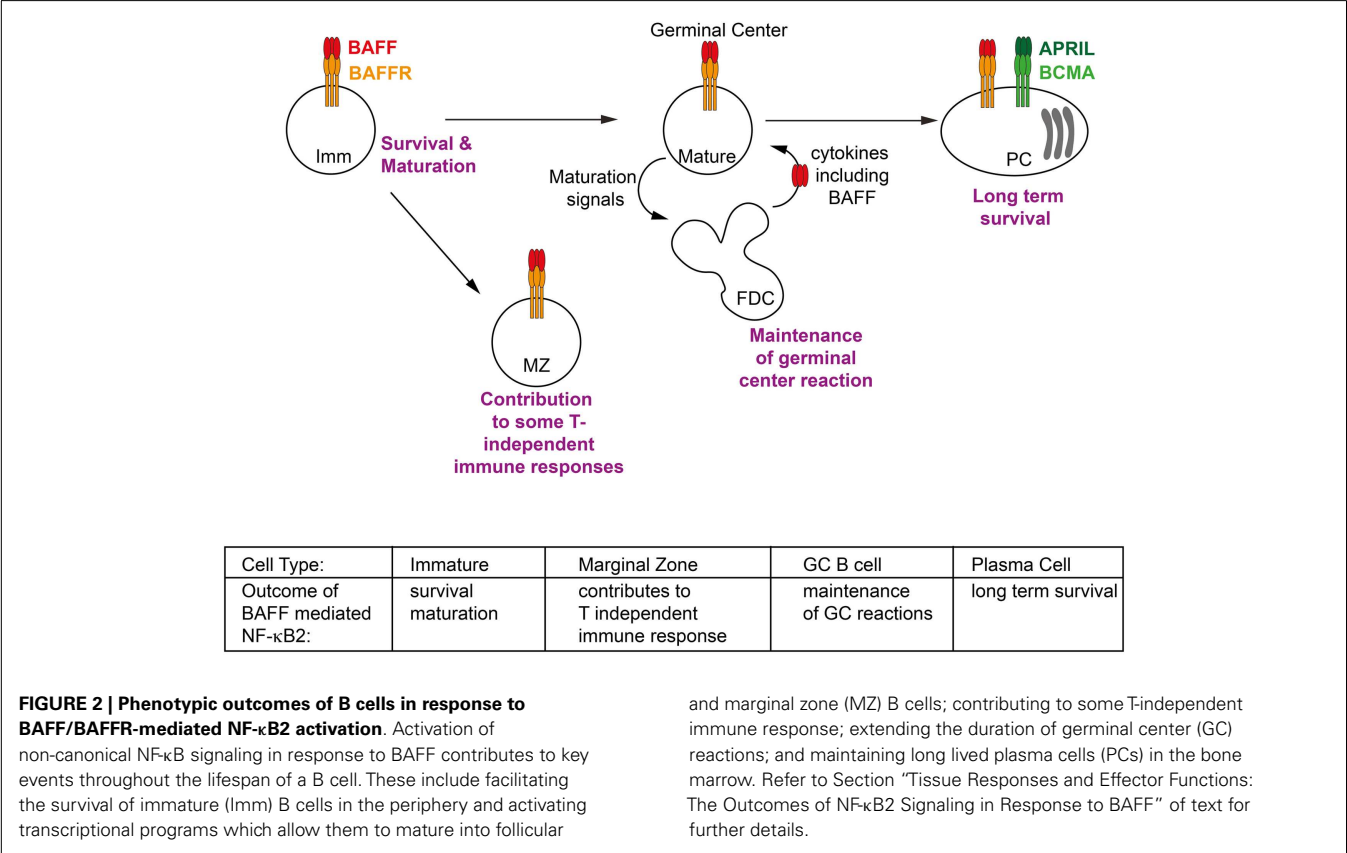 Germinal Center
BAFF
BAFFR
APRIL
BCMA
Imm
Survival &
Maturation
Mature
PC
Maturation
signals
cytokines
including
BAFF
Long term
survival
FDC
MZ
Maintenance
of germinal
center reaction
Contribution
to some T-
independent
immune responses
Cell Type: Immature Marginal Zone GC B cell Plasma Cell
Outcome of survival contributes to maintenance long term survival
BAFF mediated maturation T independent of GC reactions
NF-κB2: immune response
FIGURE 2 | Phenotypic outcomes of B cells in response to
BAFF/BAFFR-mediated NF-κB2 activation. Activation of
non-canonical NF-κB signaling in response to BAFF contributes to key
events throughout the lifespan of a B cell. These include facilitating
the survival of immature (Imm) B cells in the periphery and activating
transcriptional programs which allow them to mature into follicular
and marginal zone (MZ) B cells; contributing to some T-independent
immune response; extending the duration of germinal center (GC)
reactions; and maintaining long lived plasma cells (PCs) in the bone
marrow. Refer to Section "Tissue Responses and Effector Functions:
The Outcomes of NF-κB2 Signaling in Response to BAFF" of text for
further details.